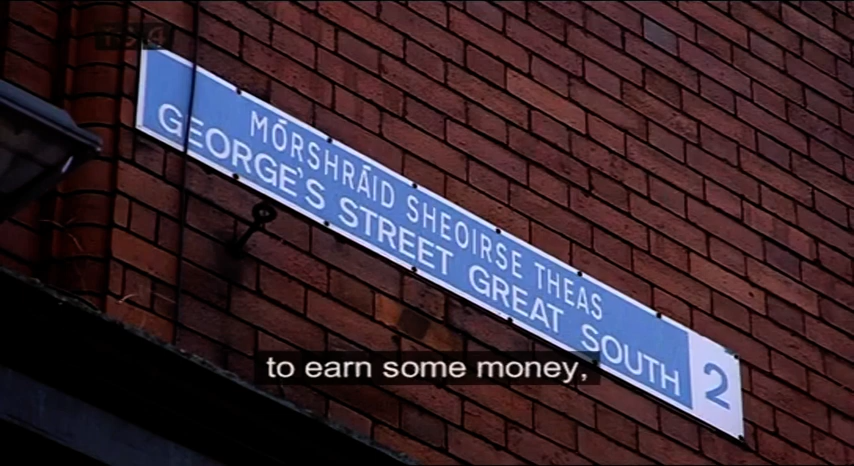 MÓRSHRÁID SHEOIRSE THEAS
GEORGE'S STREET GREAT SOUTH
2
to earn some money,